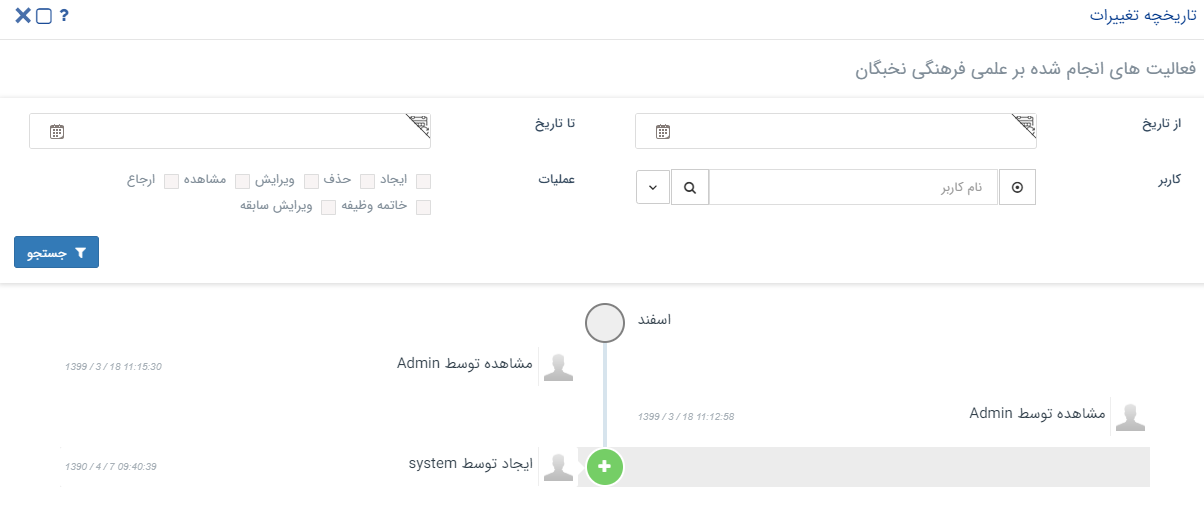 تاریخچه تغییرات
?
فعالیت های انجام شده بر علمی فرهنگی نخبگان
از تاریخ
تا تاریخ
کاربر
نام کاربر
عملیات
ایجاد حذف ویرایش مشاهده ارجاع
خاتمه وظیفه ویرایش سابقه
جستجو
اسفند
مشاهده توسط Admin
1399 / 3 / 18 11:15:30
مشاهده توسط Admin
1399 / 3 / 18 11:12:58
ایجاد توسط system
1390 / 4 / 7 09:40:39